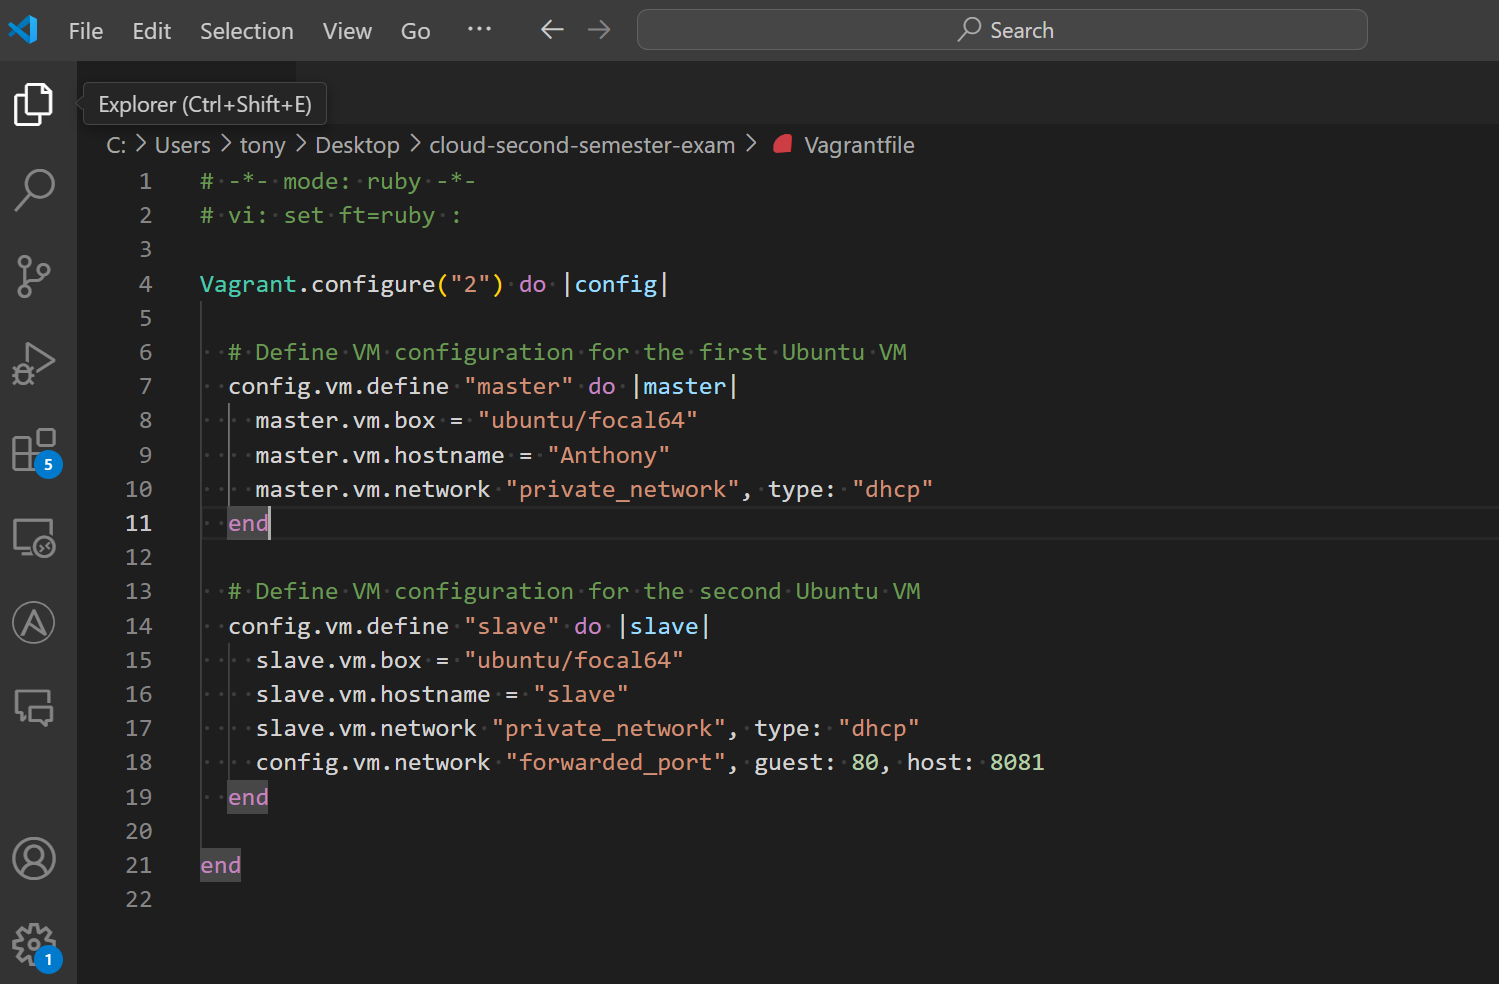 File Edit Selection View Go ··· ← → Search
Explorer (Ctrl+Shift+E)
C: > Users > tony > Desktop > cloud-second-semester-exam > Vagrantfile
1 # -*- mode: ruby -*-
2 # vi: set ft=ruby :
3
4 Vagrant.configure("2") do |config|
5
6   # Define VM configuration for the first Ubuntu VM
7   config.vm.define "master" do |master|
8     master.vm.box = "ubuntu/focal64"
9     master.vm.hostname = "Anthony"
10     master.vm.network "private_network", type: "dhcp"
11   end
12
13   # Define VM configuration for the second Ubuntu VM
14   config.vm.define "slave" do |slave|
15     slave.vm.box = "ubuntu/focal64"
16     slave.vm.hostname = "slave"
17     slave.vm.network "private_network", type: "dhcp"
18     config.vm.network "forwarded_port", guest: 80, host: 8081
19   end
20
21 end
22
5
1